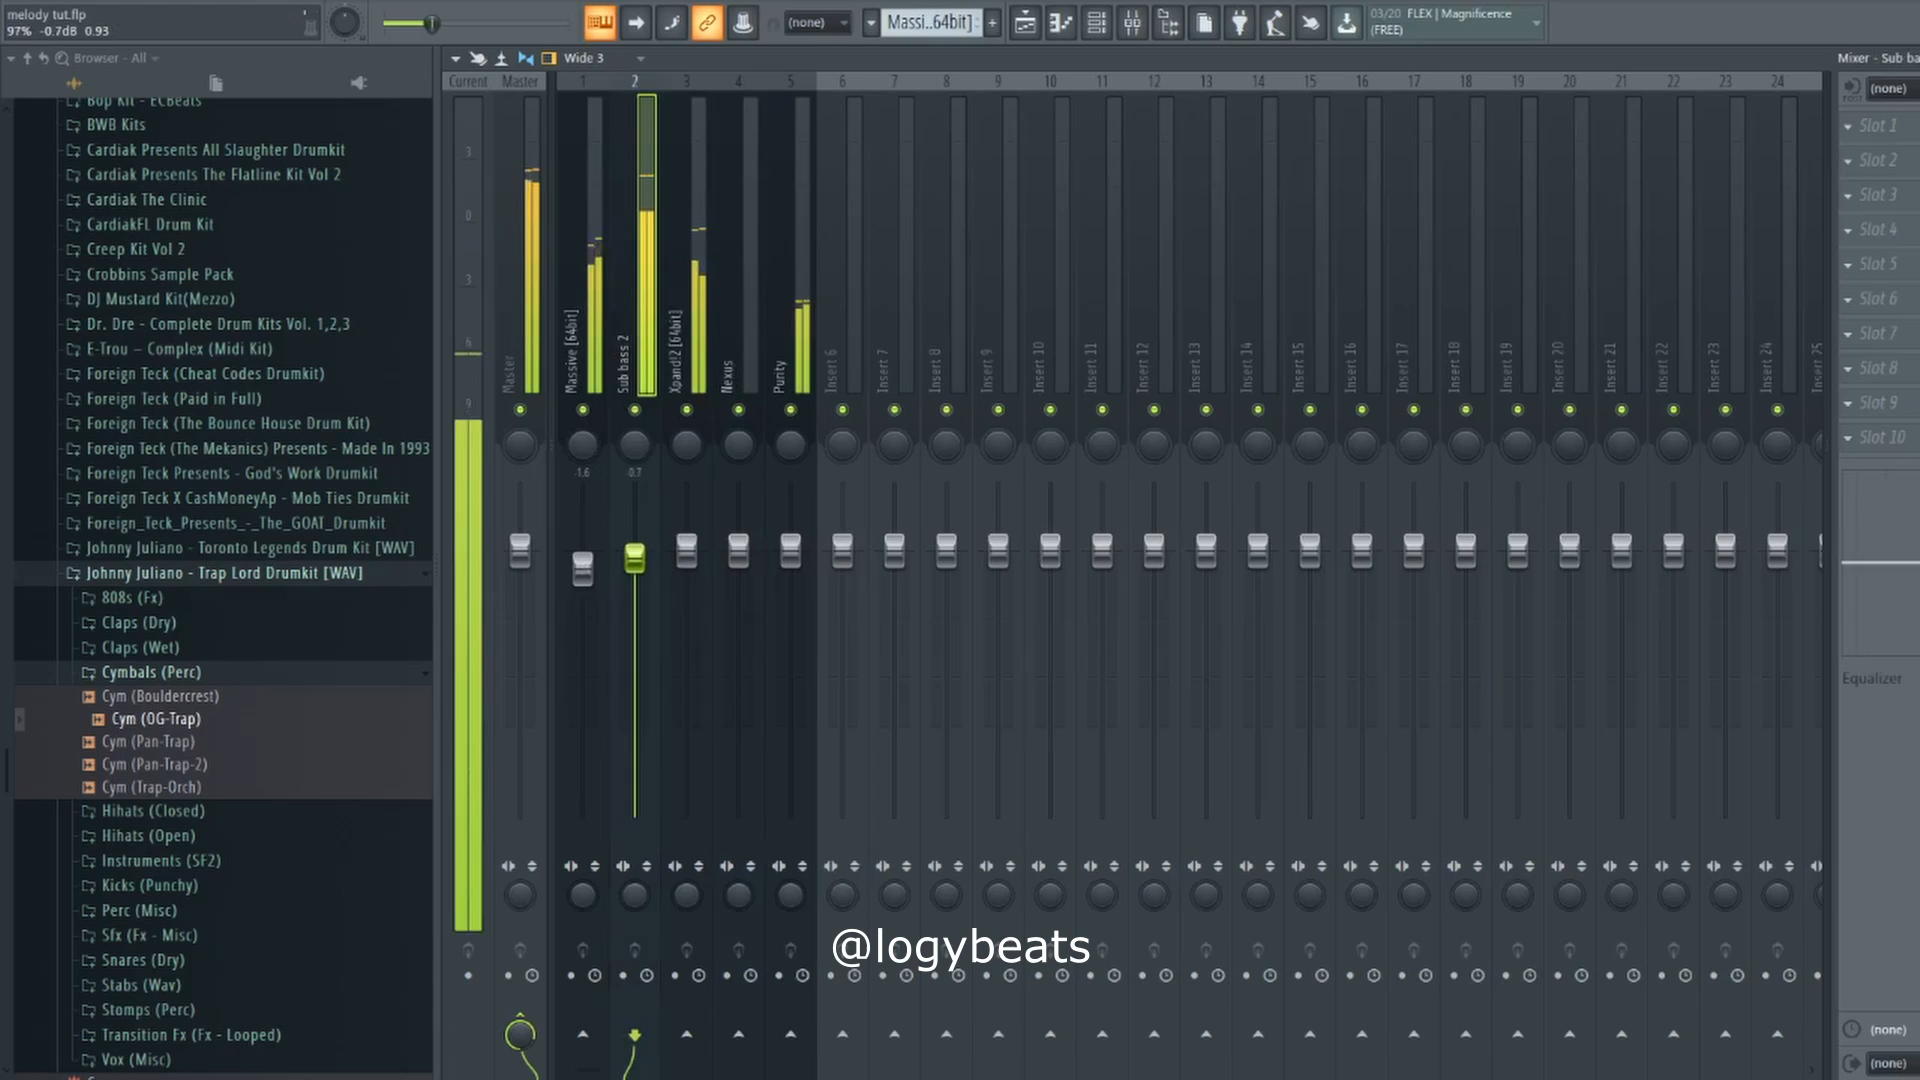 melody tut.flp
97% -0.7dB 0.93
(none)
Massi..64bit]
03/20 FLEX | Magnificence
(FREE)
Browser - All
Wide 3
Mixer - Sub ba
Current Master 1 2 3 4 5 6 7 8 9 10 11 12 13 14 15 16 17 18 19 20 21 22 23 24
(none)
Bop Kit - ECBeats
BWB Kits
Cardiak Presents All Slaughter Drumkit
Cardiak Presents The Flatline Kit Vol 2
Cardiak The Clinic
CardiakFL Drum Kit
Creep Kit Vol 2
Crobbins Sample Pack
DJ Mustard Kit(Mezzo)
Dr. Dre - Complete Drum Kits Vol. 1,2,3
E-Trou – Complex (Midi Kit)
Foreign Teck (Cheat Codes Drumkit)
Foreign Teck (Paid in Full)
Foreign Teck (The Bounce House Drum Kit)
Foreign Teck (The Mekanics) Presents - Made In 1993
Foreign Teck Presents - God's Work Drumkit
Foreign Teck X CashMoneyAp - Mob Ties Drumkit
Foreign_Teck_Presents_-_The_GOAT_Drumkit
Johnny Juliano - Toronto Legends Drum Kit [WAV]
Johnny Juliano - Trap Lord Drumkit [WAV]
808s (Fx)
Claps (Dry)
Claps (Wet)
Cymbals (Perc)
Cym (Bouldercrest)
Cym (OG-Trap)
Cym (Pan-Trap)
Cym (Pan-Trap-2)
Cym (Trap-Orch)
Hihats (Closed)
Hihats (Open)
Instruments (SF2)
Kicks (Punchy)
Perc (Misc)
Sfx (Fx - Misc)
Snares (Dry)
Stabs (Wav)
Stomps (Perc)
Transition Fx (Fx - Looped)
Vox (Misc)
3
0
3
6
9
Master
Massive [64bit]
Sub bass 2
Xpand!2 [64bit]
Nexus
Purity
Insert 6
Insert 7
Insert 8
Insert 9
Insert 10
Insert 11
Insert 12
Insert 13
Insert 14
Insert 15
Insert 16
Insert 17
Insert 18
Insert 19
Insert 20
Insert 21
Insert 22
Insert 23
Insert 24
-1.6
-0.7
@logybeats
Slot 1
Slot 2
Slot 3
Slot 4
Slot 5
Slot 6
Slot 7
Slot 8
Slot 9
Slot 10
Equalizer
(none)
(none)